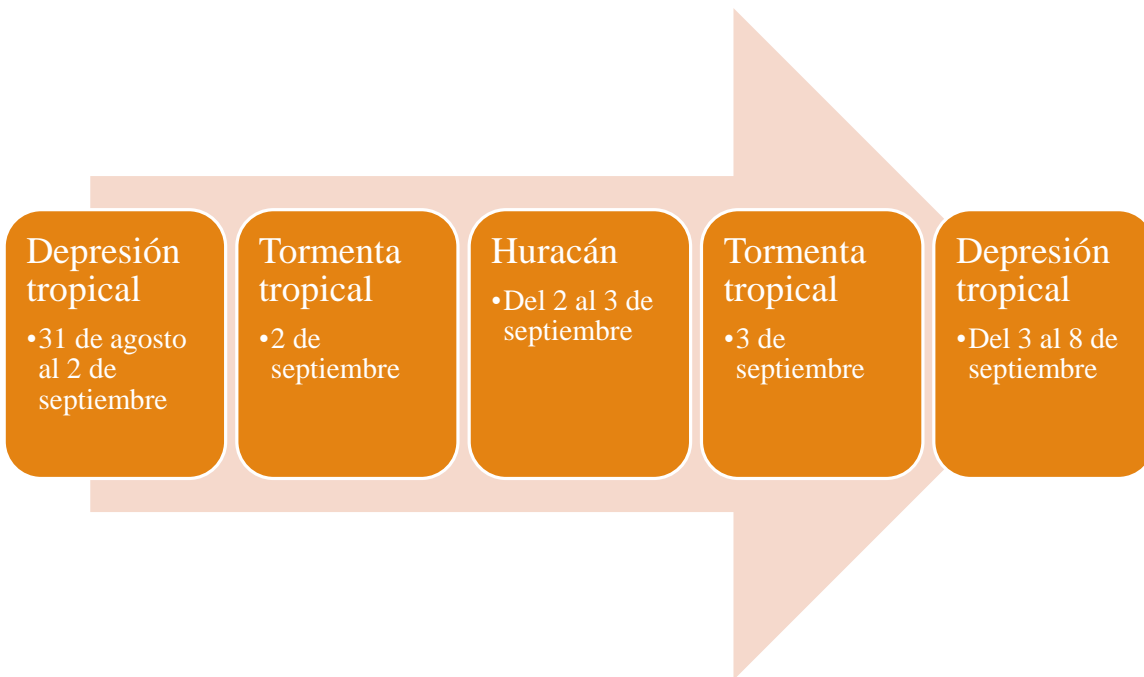 Depresión
tropical
•31 de agosto
al 2 de
septiembre
Tormenta
tropical
•2 de
septiembre
Huracán
•Del 2 al 3 de
septiembre
Tormenta
tropical
•3 de
septiembre
Depresión
tropical
•Del 3 al 8 de
septiembre